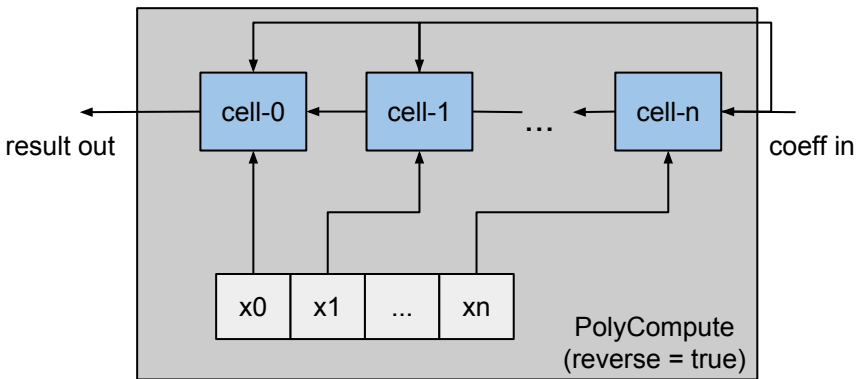 cell-0
cell-1
...
cell-n
result out
coeff in
x0
x1
...
xn
PolyCompute
(reverse = true)